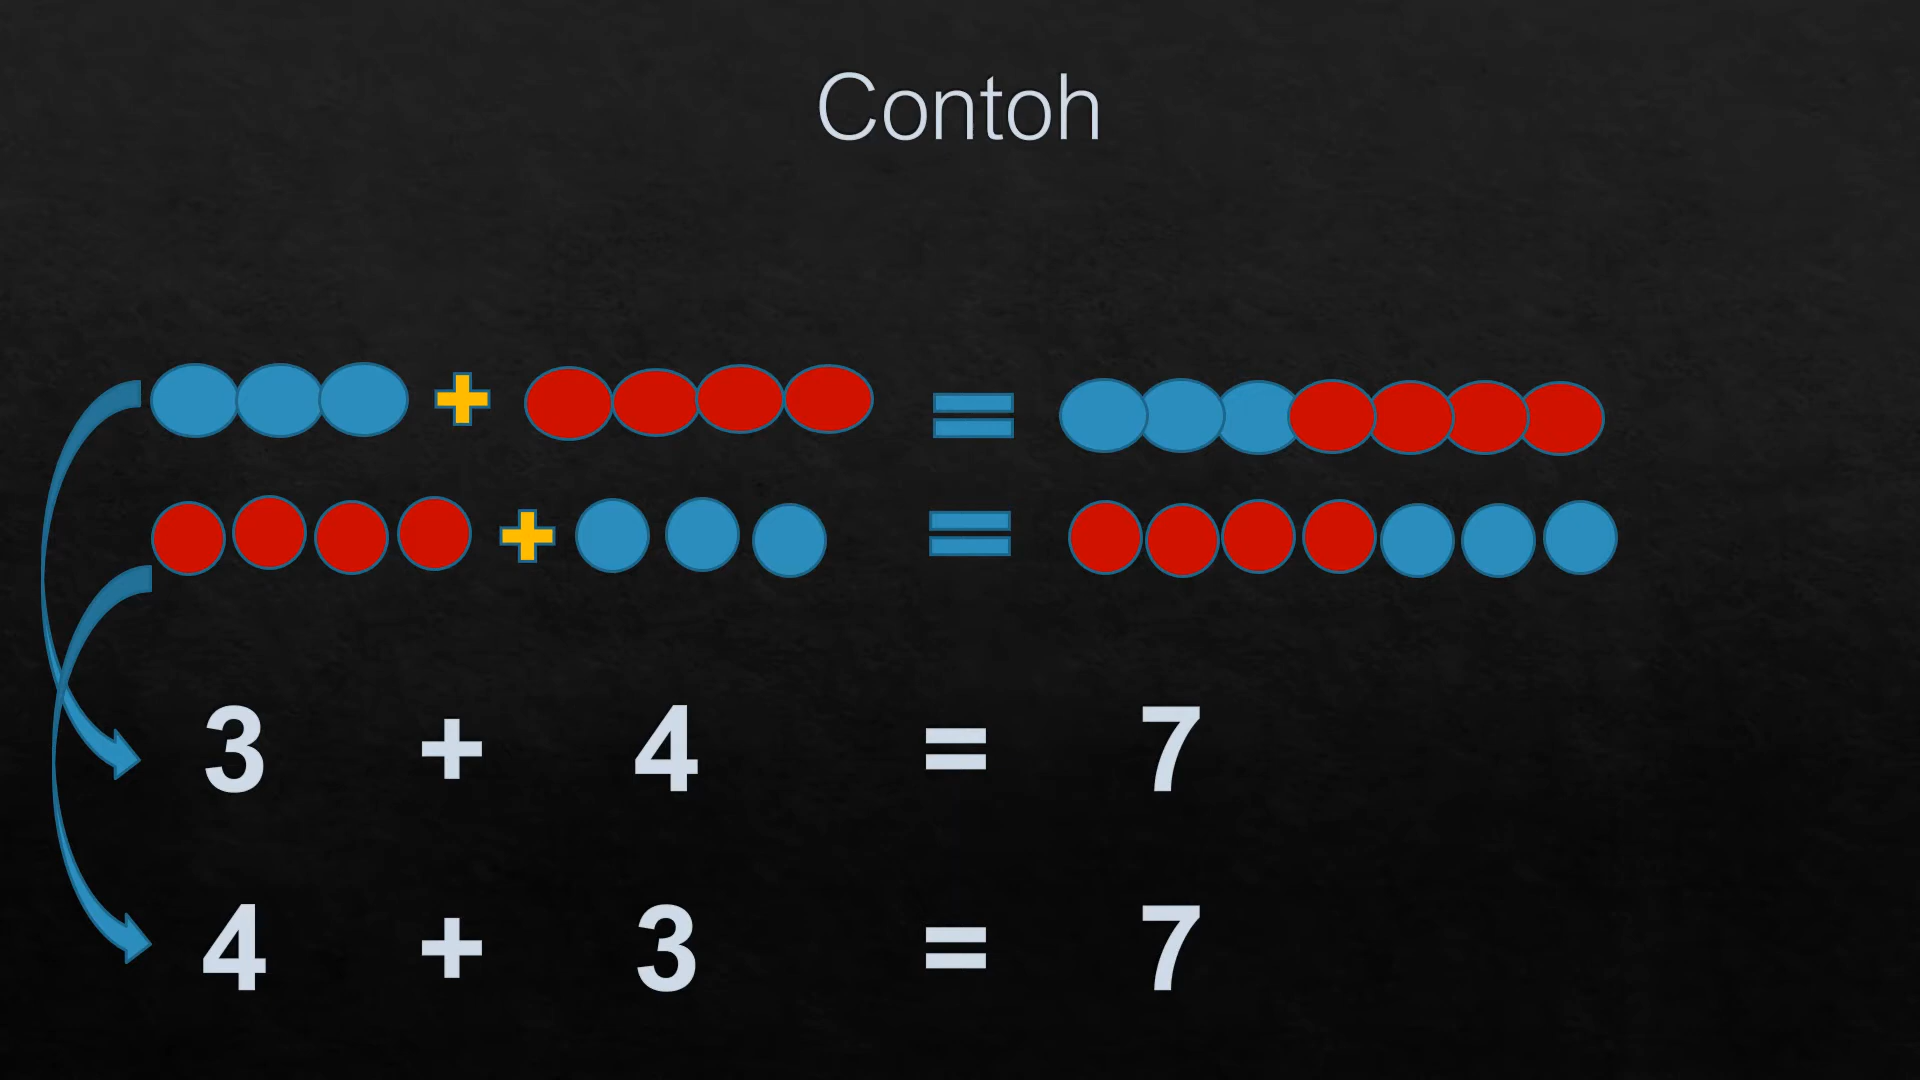 Contoh
3 + 4 = 7
4 + 3 = 7